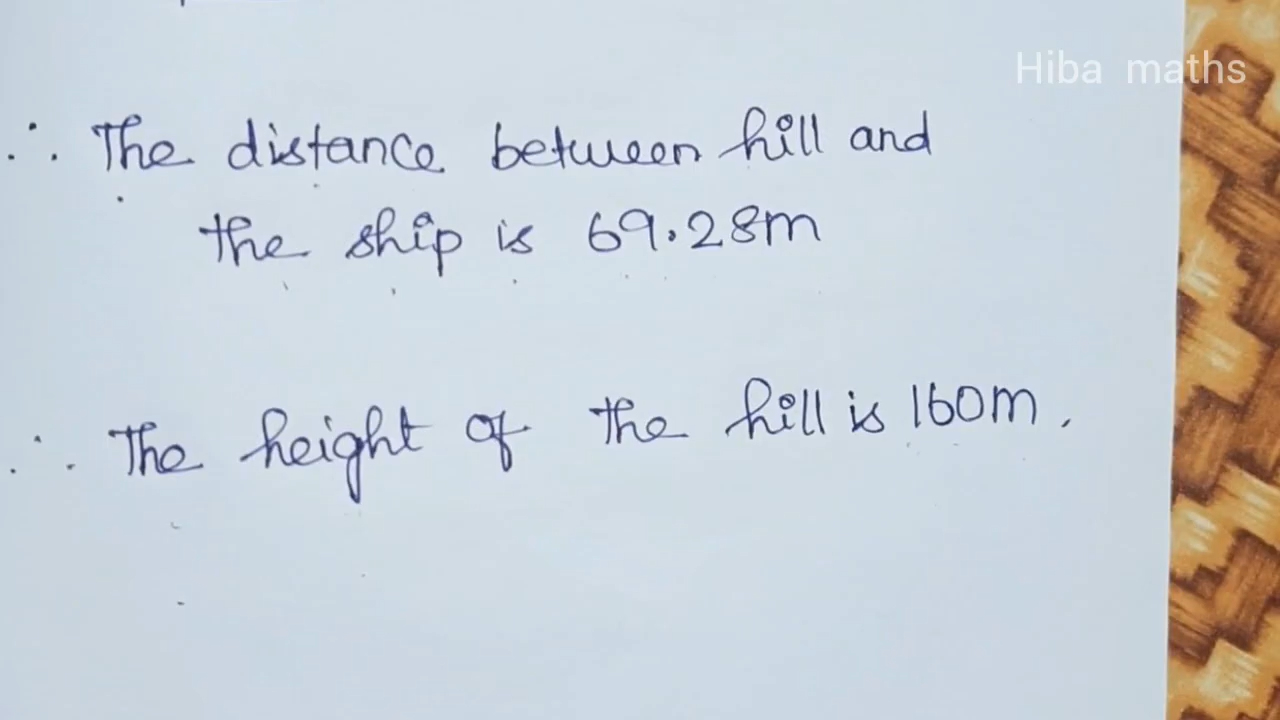 Hiba maths
∴ The distance between hill and
the ship is 69.28m
∴ The height of the hill is 160m.